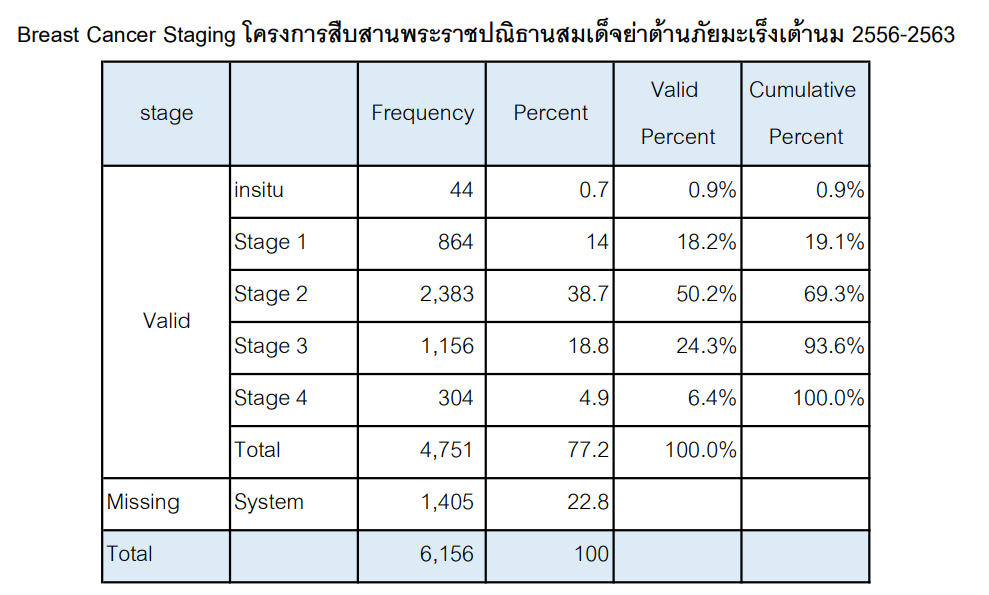 Breast Cancer Staging โครงการสืบสานพระราชปณิธานสมเด็จย่าต้านภัยมะเร็งเต้านม 2556-2563
stage Frequency Percent Valid Percent Cumulative Percent
Valid
insitu 44 0.7 0.9% 0.9%
Stage 1 864 14 18.2% 19.1%
Stage 2 2,383 38.7 50.2% 69.3%
Stage 3 1,156 18.8 24.3% 93.6%
Stage 4 304 4.9 6.4% 100.0%
Total 4,751 77.2 100.0%
Missing System 1,405 22.8
Total 6,156 100